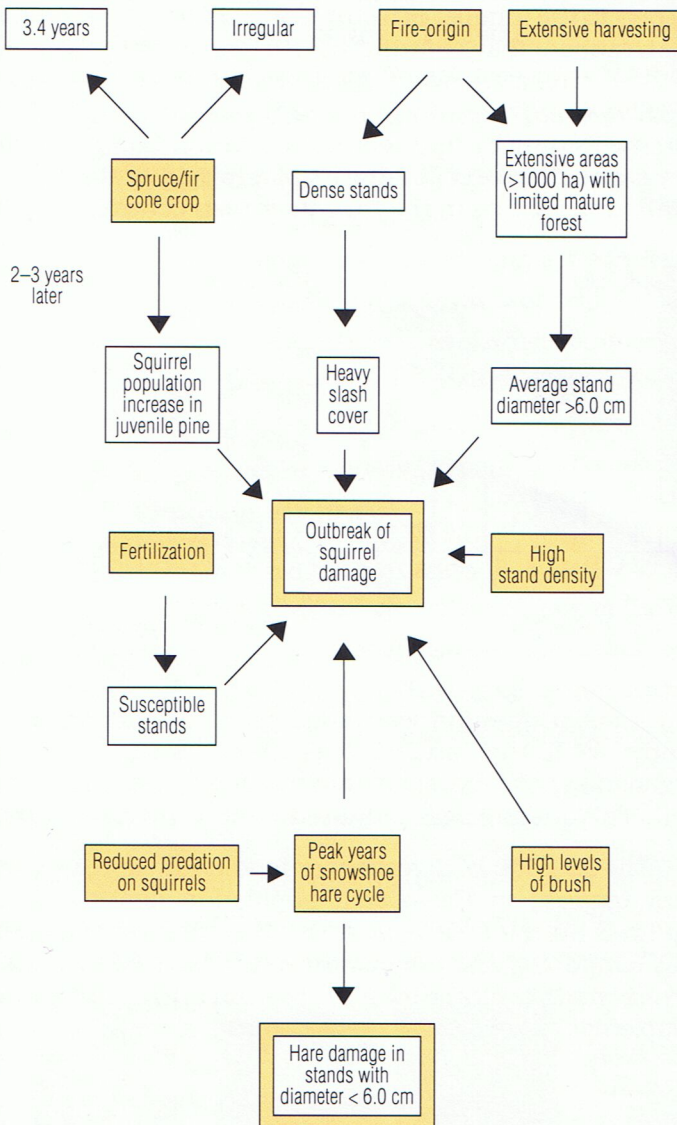 3.4 years
Irregular
Fire-origin
Extensive harvesting
Spruce/fir
cone crop
Dense stands
Extensive areas
(>1000 ha) with
limited mature
forest
2–3 years
later
Squirrel
population
increase in
juvenile pine
Heavy
slash
cover
Average stand
diameter >6.0 cm
Fertilization
Outbreak of
squirrel
damage
High
stand density
Susceptible
stands
Reduced predation
on squirrels
Peak years
of snowshoe
hare cycle
High levels
of brush
Hare damage in
stands with
diameter < 6.0 cm